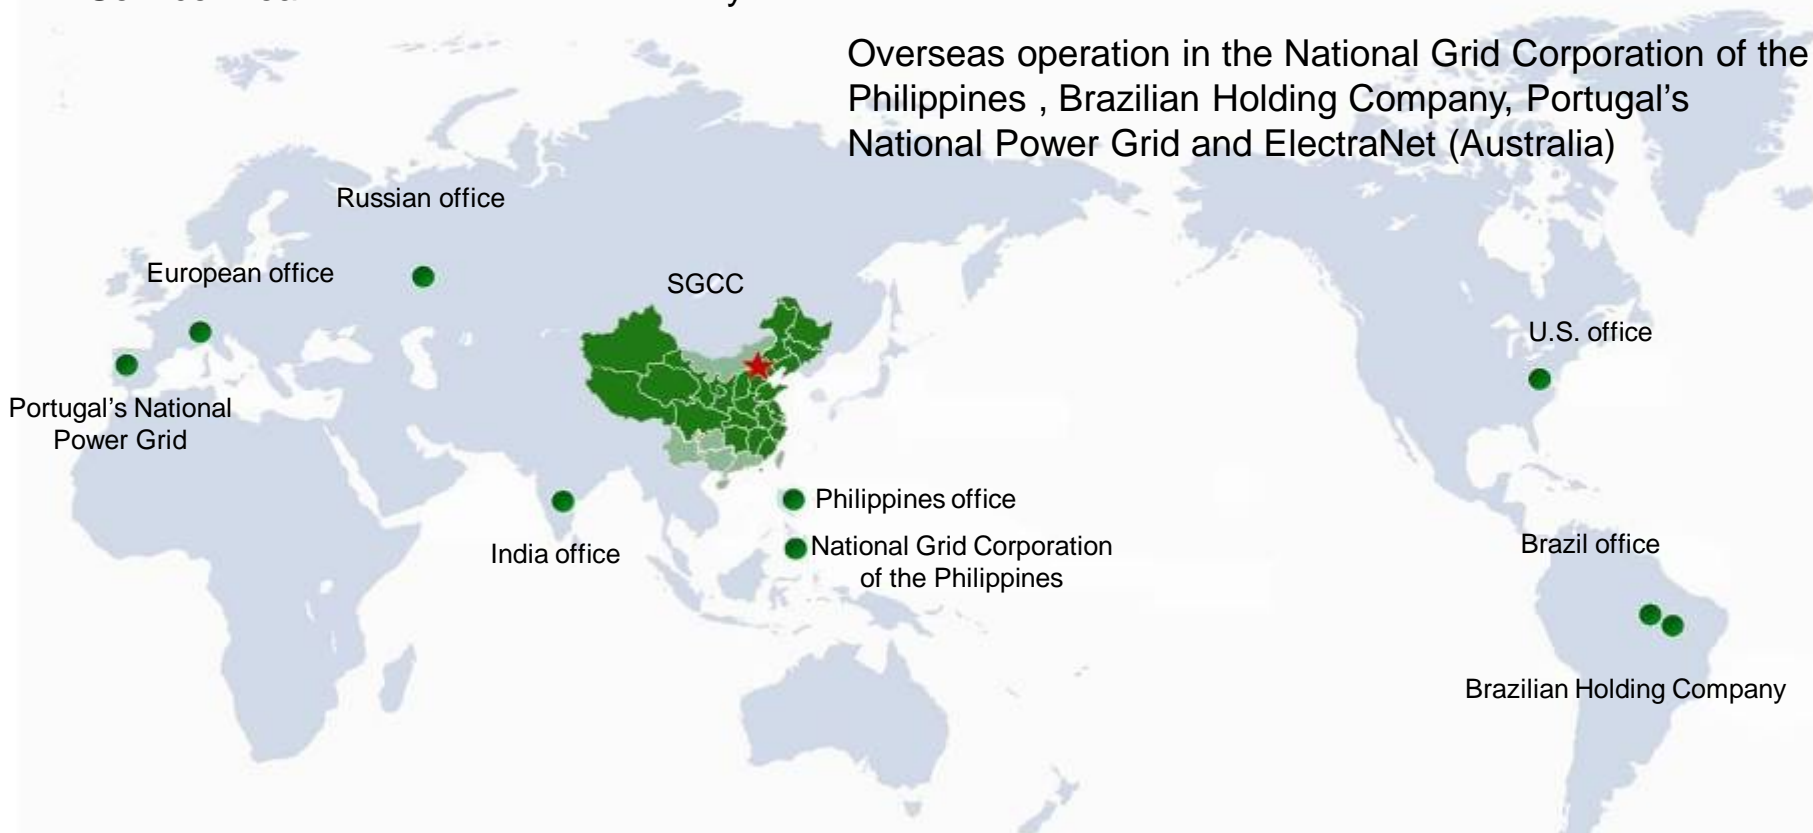 Overseas operation in the National Grid Corporation of the
Philippines , Brazilian Holding Company, Portugal’s
National Power Grid and ElectraNet (Australia)
Russian office
European office
SGCC
U.S. office
Portugal’s National
Power Grid
Philippines office
India office
National Grid Corporation
of the Philippines
Brazil office
Brazilian Holding Company